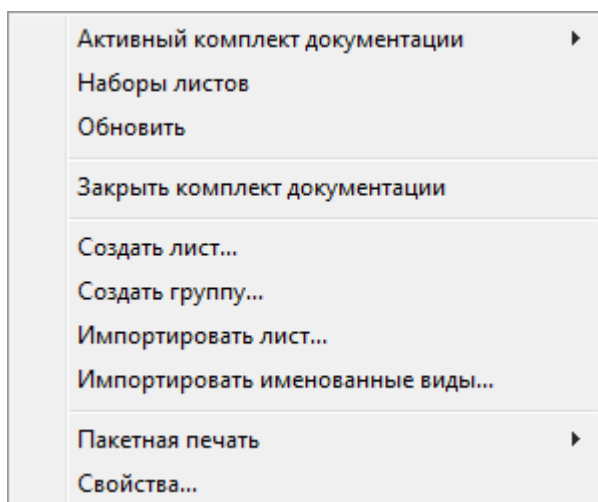 Активный комплект документации
Наборы листов
Обновить
Закрыть комплект документации
Создать лист...
Создать группу...
Импортировать лист...
Импортировать именованные виды...
Пакетная печать
Свойства...